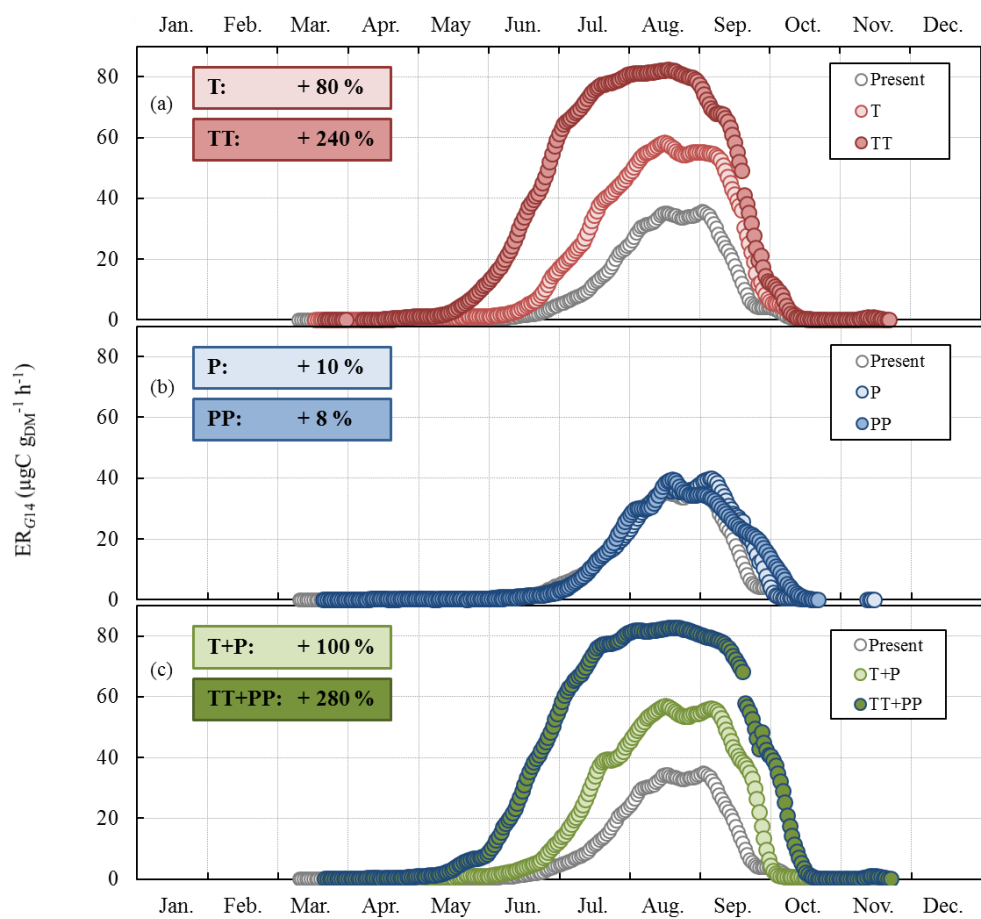 Jan. Feb. Mar. Apr. May Jun. Jul. Aug. Sep. Oct. Nov. Dec.
80
(a)
T: + 80 %
TT: + 240 %
Present
T
TT
60
40
20
0
80
(b)
P: + 10 %
PP: + 8 %
Present
P
PP
60
40
20
0
ER_G14 (µgC g_DM⁻¹ h⁻¹)
80
(c)
T+P: + 100 %
TT+PP: + 280 %
Present
T+P
TT+PP
60
40
20
0
Jan. Feb. Mar. Apr. May Jun. Jul. Aug. Sep. Oct. Nov. Dec.